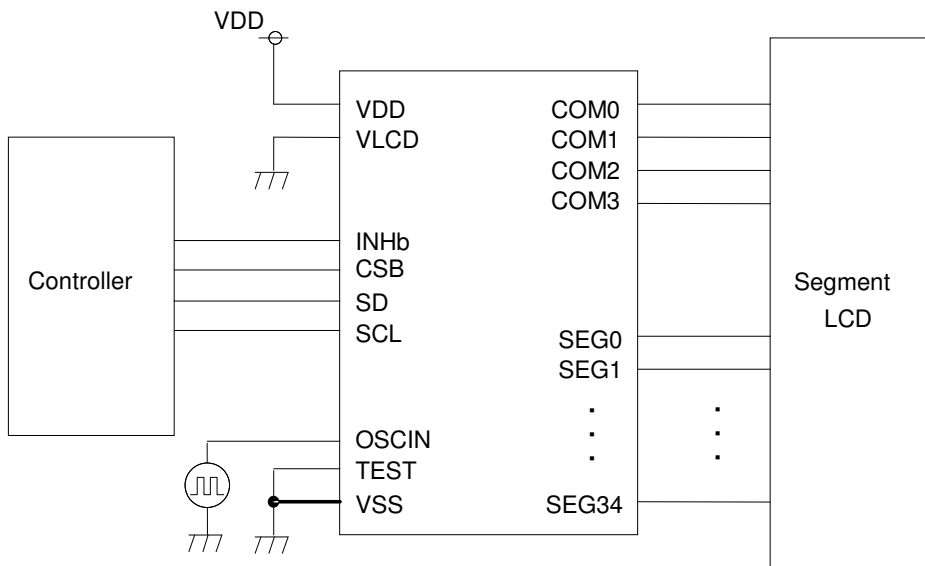 VDD
VDD
VLCD
INHb
CSB
SD
SCL
OSCIN
TEST
VSS
COM0
COM1
COM2
COM3
SEG0
SEG1
SEG34
Controller
Segment
LCD